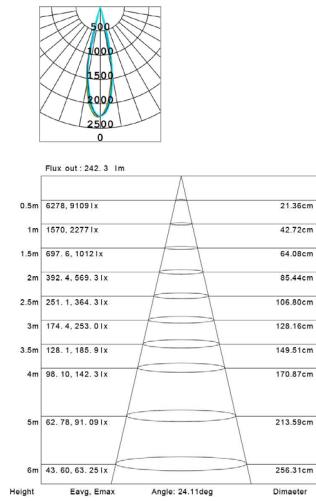 500
1000
1500
2000
2500
0
Flux out: 242.3 lm
0.5m 6278, 9109lx 21.36cm
1m 1570, 2277lx 42.72cm
1.5m 697.6, 1012lx 64.08cm
2m 392.4, 569.3lx 85.44cm
2.5m 251.1, 364.3lx 106.80cm
3m 174.4, 253.0lx 128.16cm
3.5m 128.1, 185.9lx 149.51cm
4m 98.10, 142.3lx 170.87cm
5m 62.78, 91.09lx 213.59cm
6m 43.60, 63.25lx 256.31cm
Height Eavg, Emax Angle: 24.11deg Dimaeter